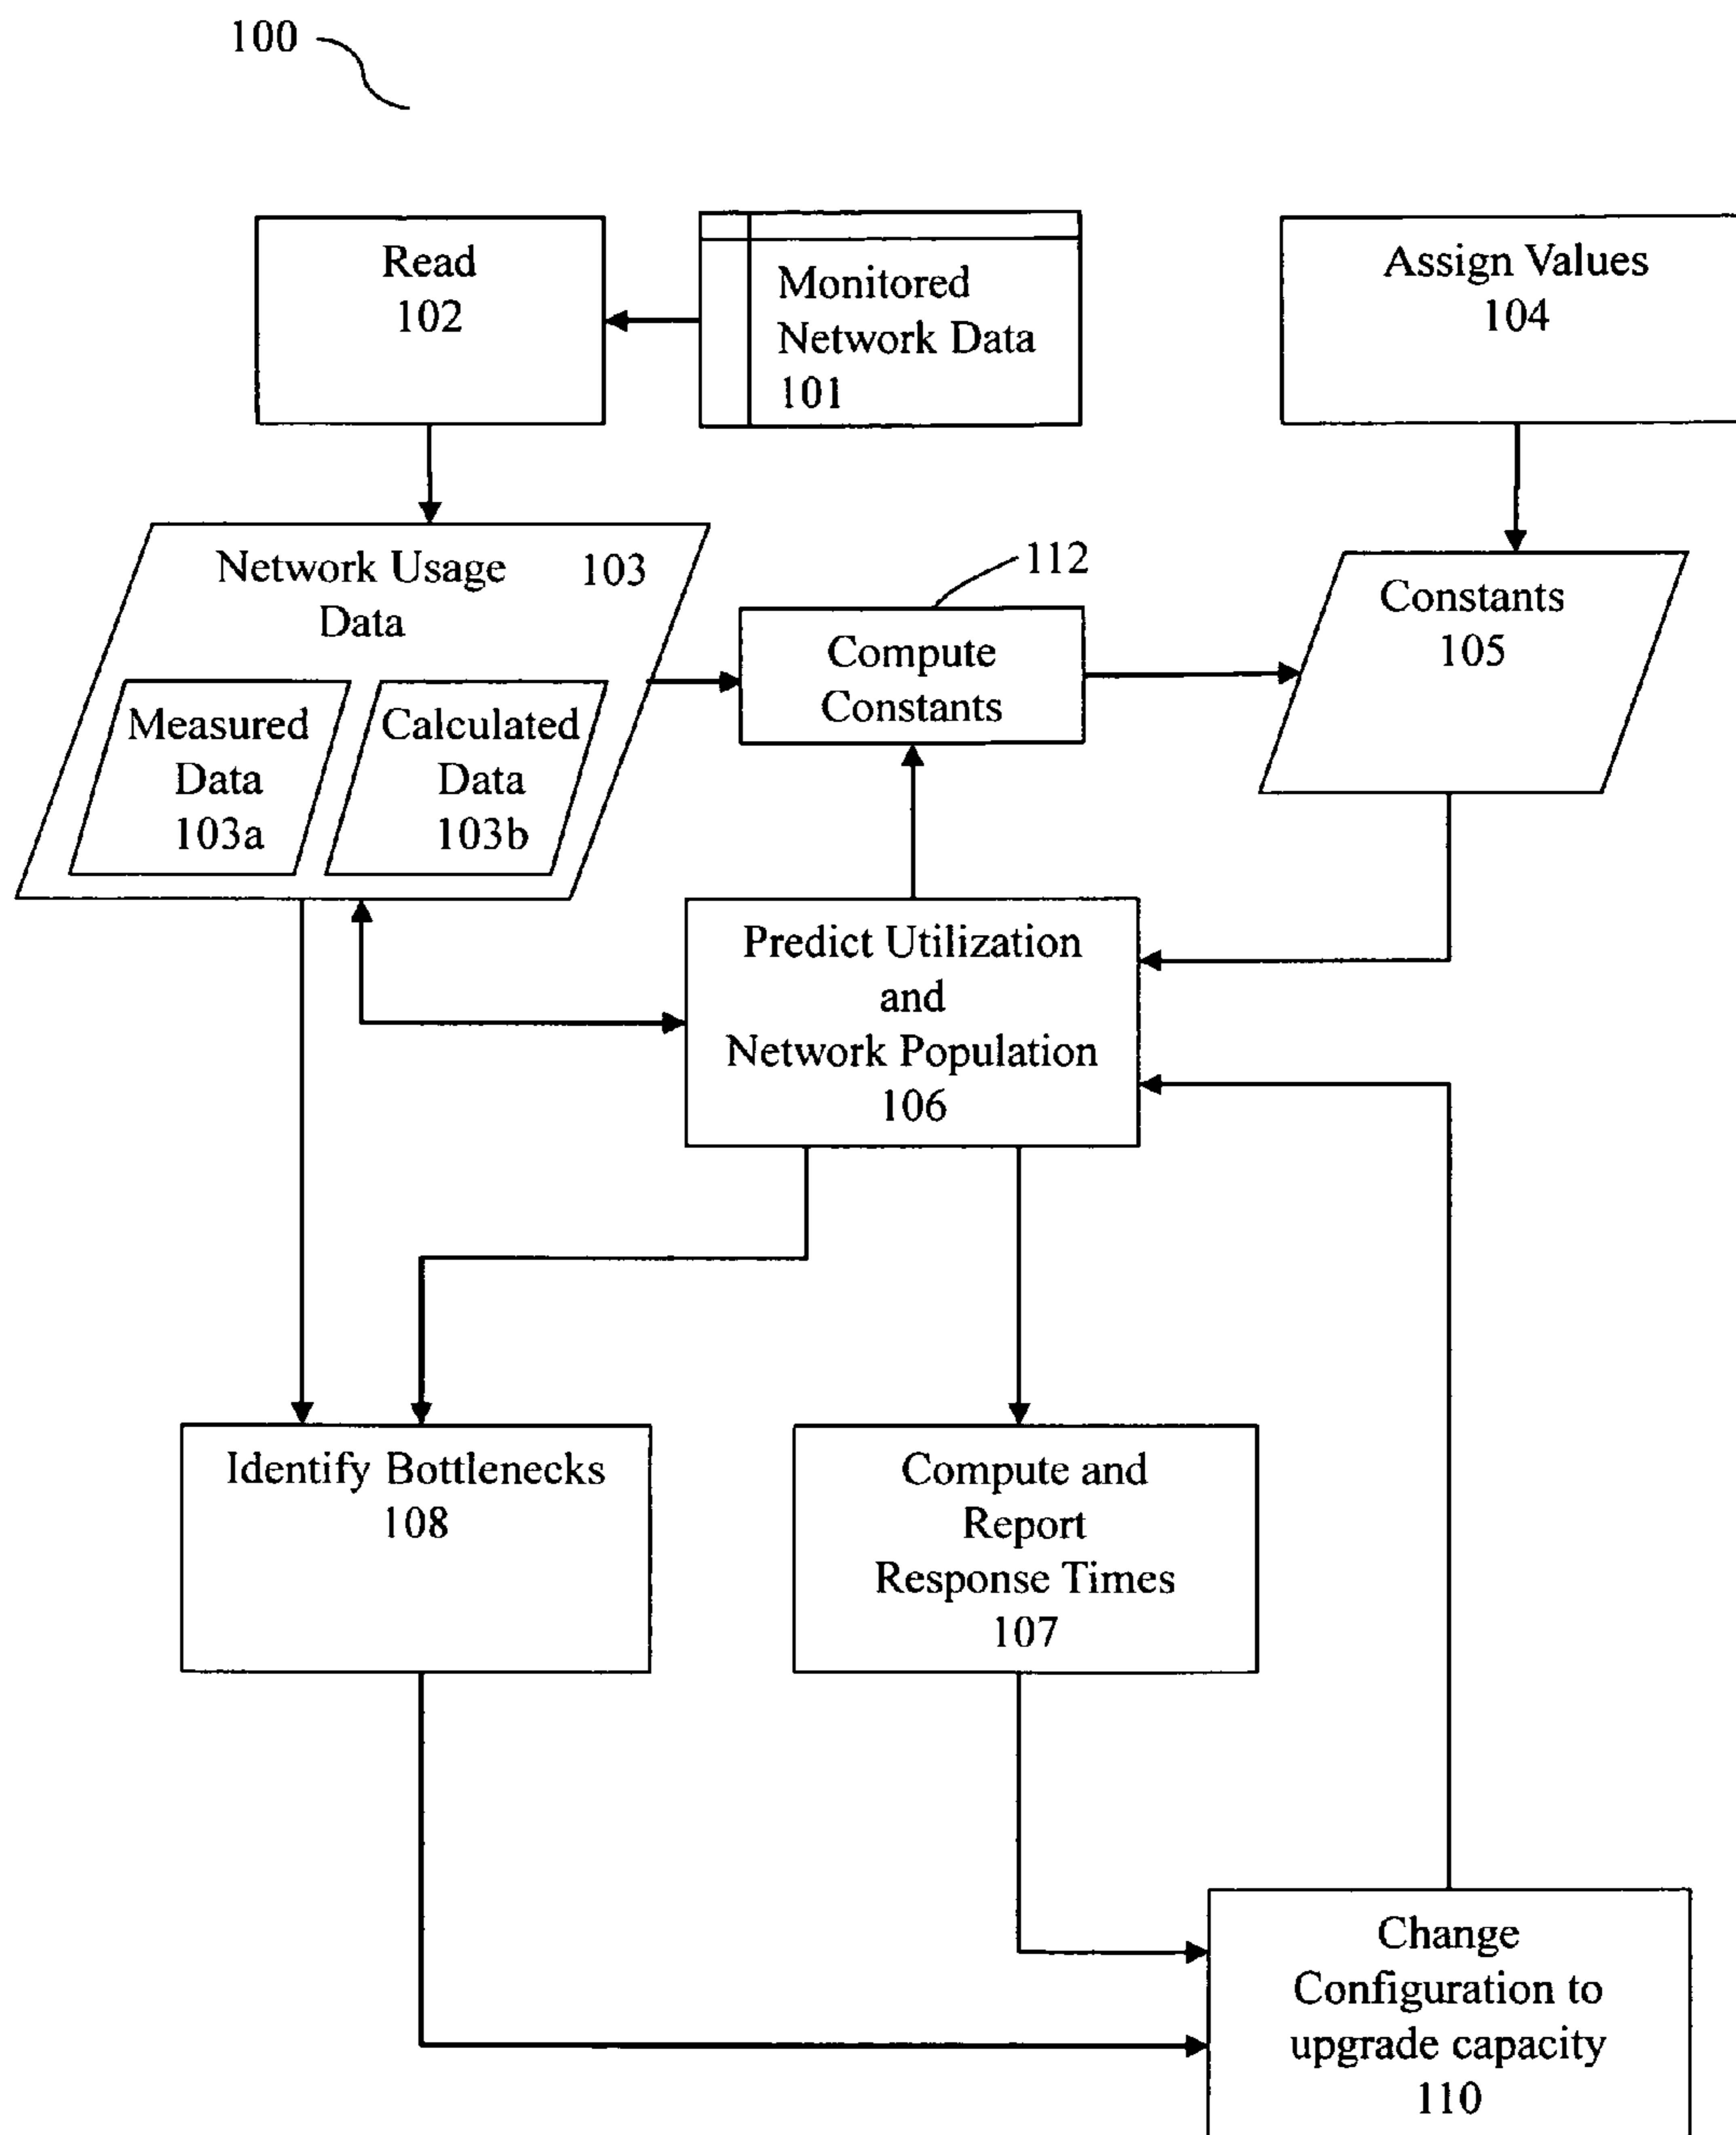 100
Read
102
Monitored
Network Data
101
Assign Values
104
Network Usage
Data
103
Measured
Data
103a
Calculated
Data
103b
112
Compute
Constants
Constants
105
Predict Utilization
and
Network Population
106
Identify Bottlenecks
108
Compute and
Report
Response Times
107
Change
Configuration to
upgrade capacity
110